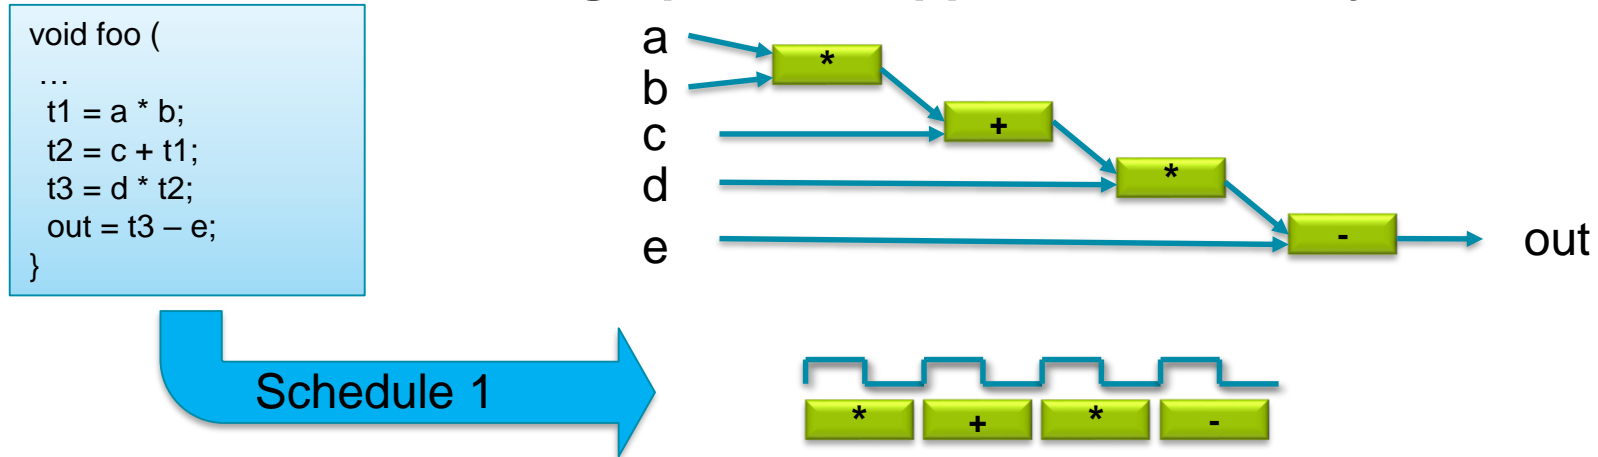 void foo (
…
t1 = a * b;
t2 = c + t1;
t3 = d * t2;
out = t3 – e;
}
a
b
c
d
e
*
+
*
-
out
Schedule 1
* + * -